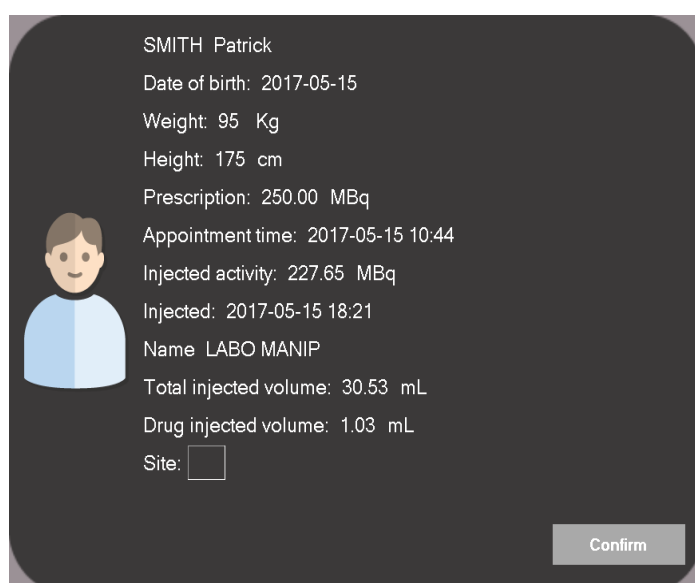 SMITH Patrick
Date of birth: 2017-05-15
Weight: 95 Kg
Height: 175 cm
Prescription: 250.00 MBq
Appointment time: 2017-05-15 10:44
Injected activity: 227.65 MBq
Injected: 2017-05-15 18:21
Name LABO MANIP
Total injected volume: 30.53 mL
Drug injected volume: 1.03 mL
Site:
Confirm